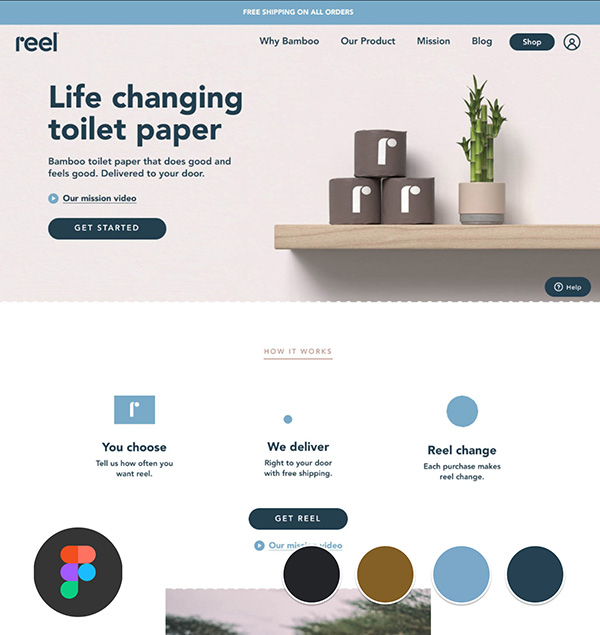 FREE SHIPPING ON ALL ORDERS
reel
Why Bamboo
Our Product
Mission
Blog
Shop
Life changing
toilet paper
Bamboo toilet paper that does good and
feels good. Delivered to your door.
Our mission video
GET STARTED
r
r r
Help
HOW IT WORKS
r
You choose
Tell us how often you
want reel.
We deliver
Right to your door
with free shipping.
Reel change
Each purchase makes
reel change.
GET REEL
Our mission video